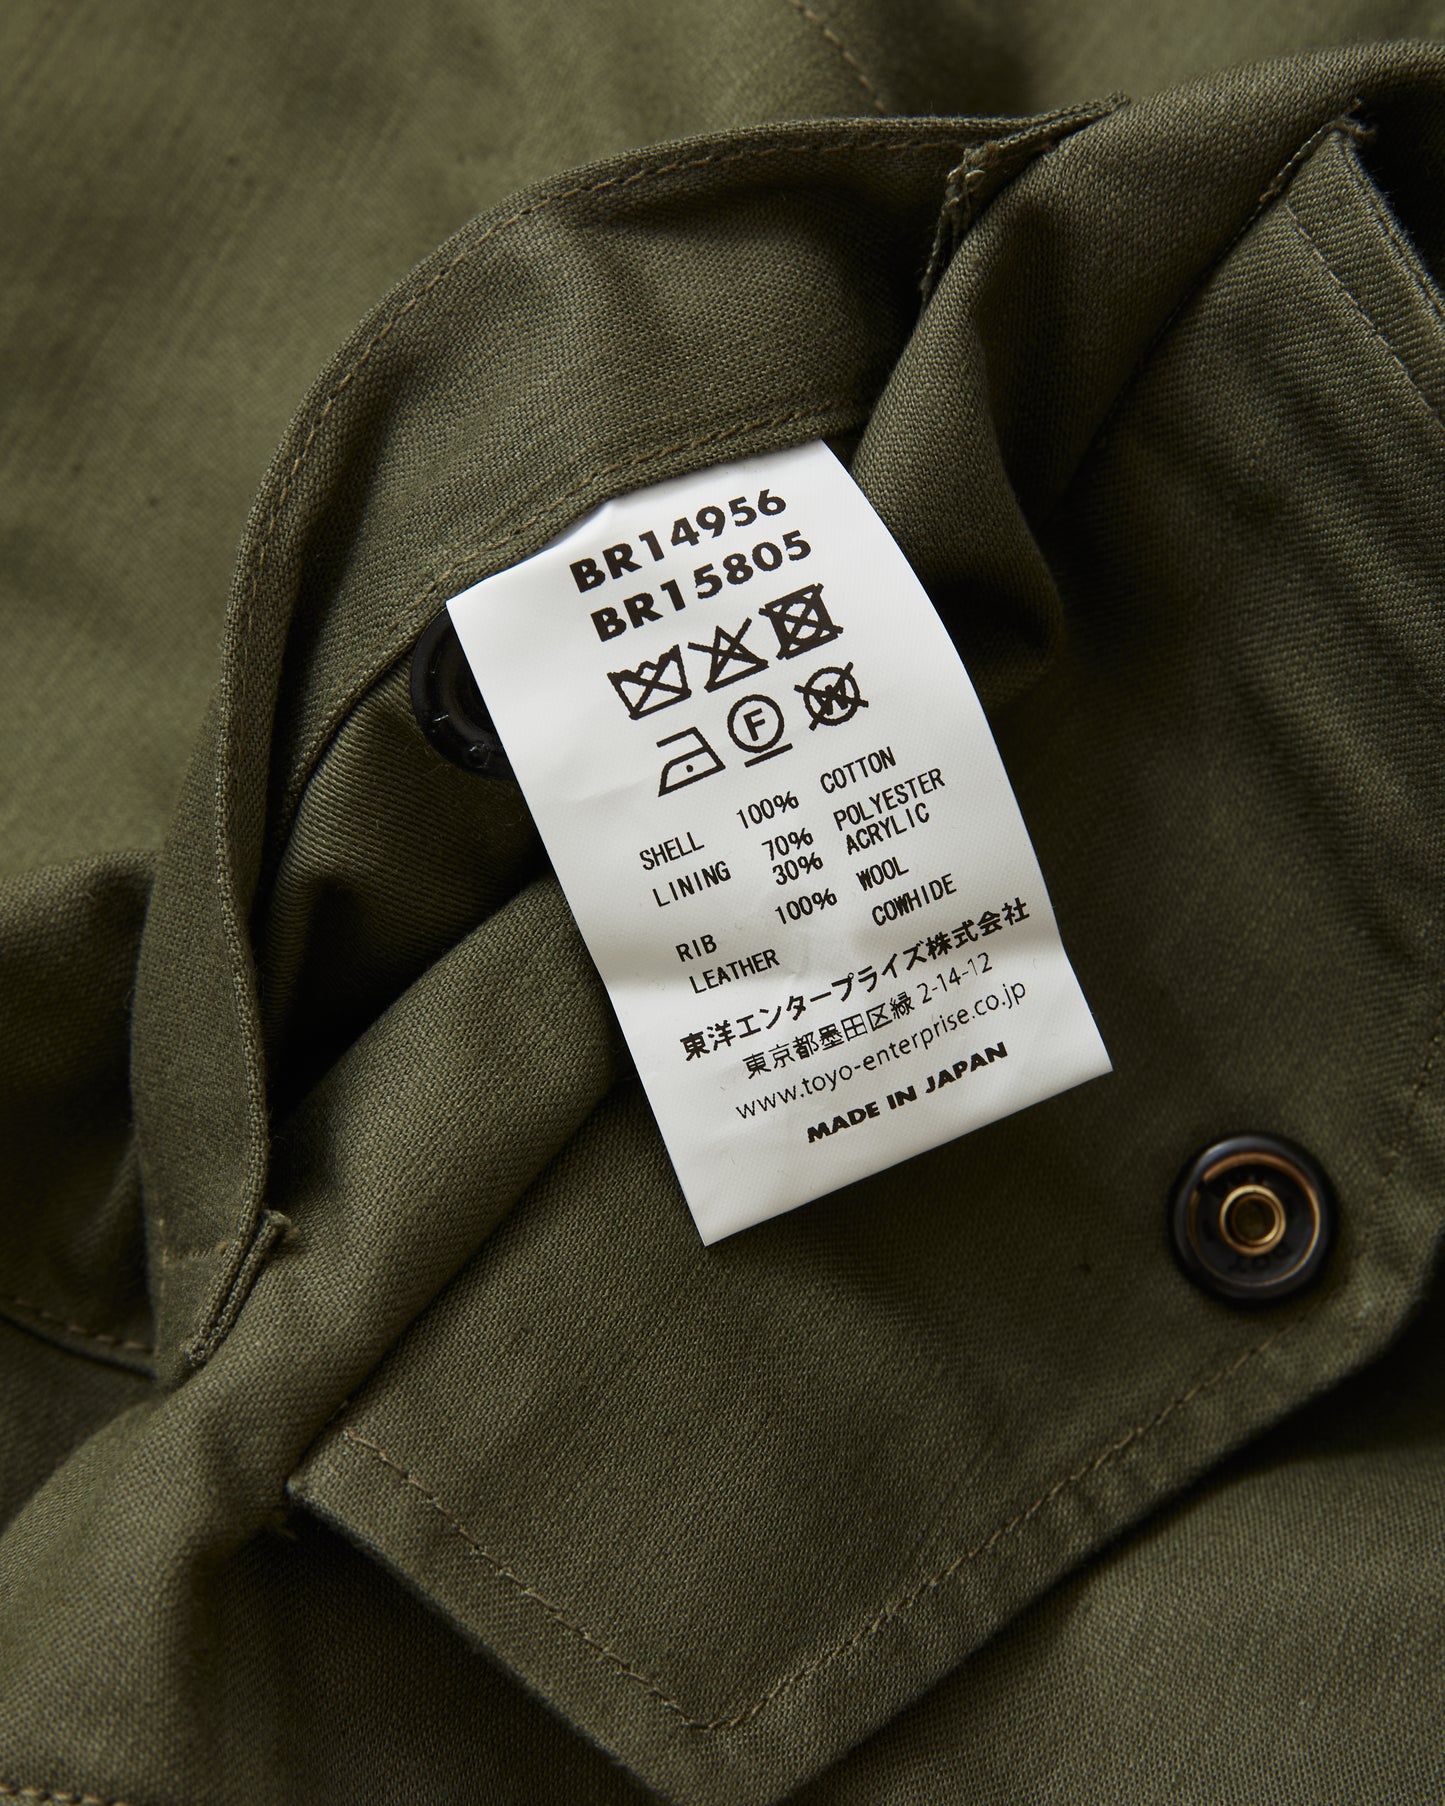 BR14956
BR15805
F W
SHELL 100% COTTON
LINING 70% POLYESTER
30% ACRYLIC
RIB 100% WOOL
LEATHER COWHIDE
東洋エンタープライズ株式会社
東京都墨田区緑 2-14-12
www.toyo-enterprise.co.jp
MADE IN JAPAN